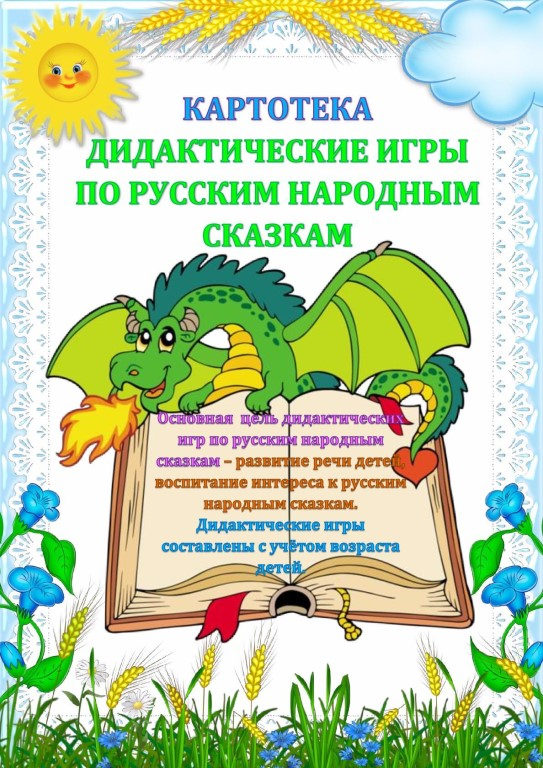 КАРТОТЕКА
ДИДАКТИЧЕСКИЕ ИГРЫ
ПО РУССКИМ НАРОДНЫМ
СКАЗКАМ
Основная цель дидактических
игр по русским народным
сказкам – развитие речи детей,
воспитание интереса к русским
народным сказкам.
Дидактические игры
составлены с учётом возраста
детей.